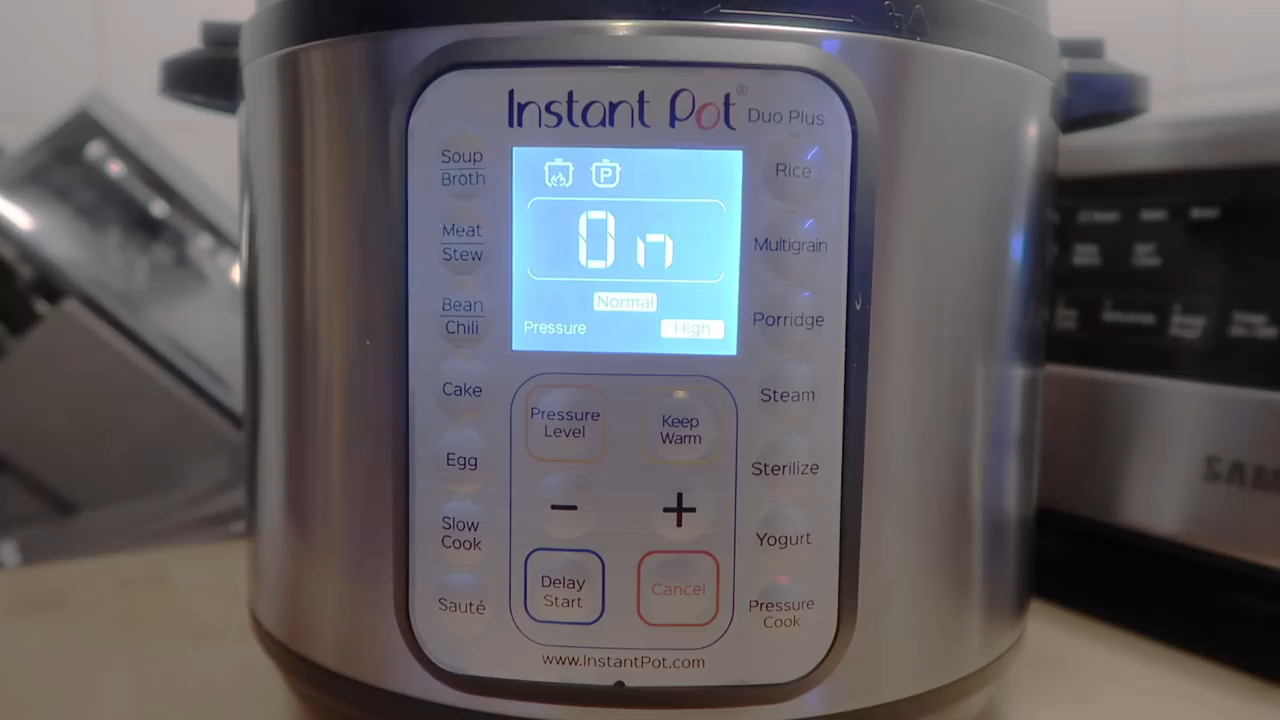 Instant Pot® Duo Plus
Soup
Broth
Meat
Stew
Bean
Chili
Cake
Egg
Slow
Cook
Sauté
P
On
Normal
Pressure High
Pressure
Level
Keep
Warm
− +
Delay
Start
Cancel
Rice
Multigrain
Porridge
Steam
Sterilize
Yogurt
Pressure
Cook
www.InstantPot.com
SAM